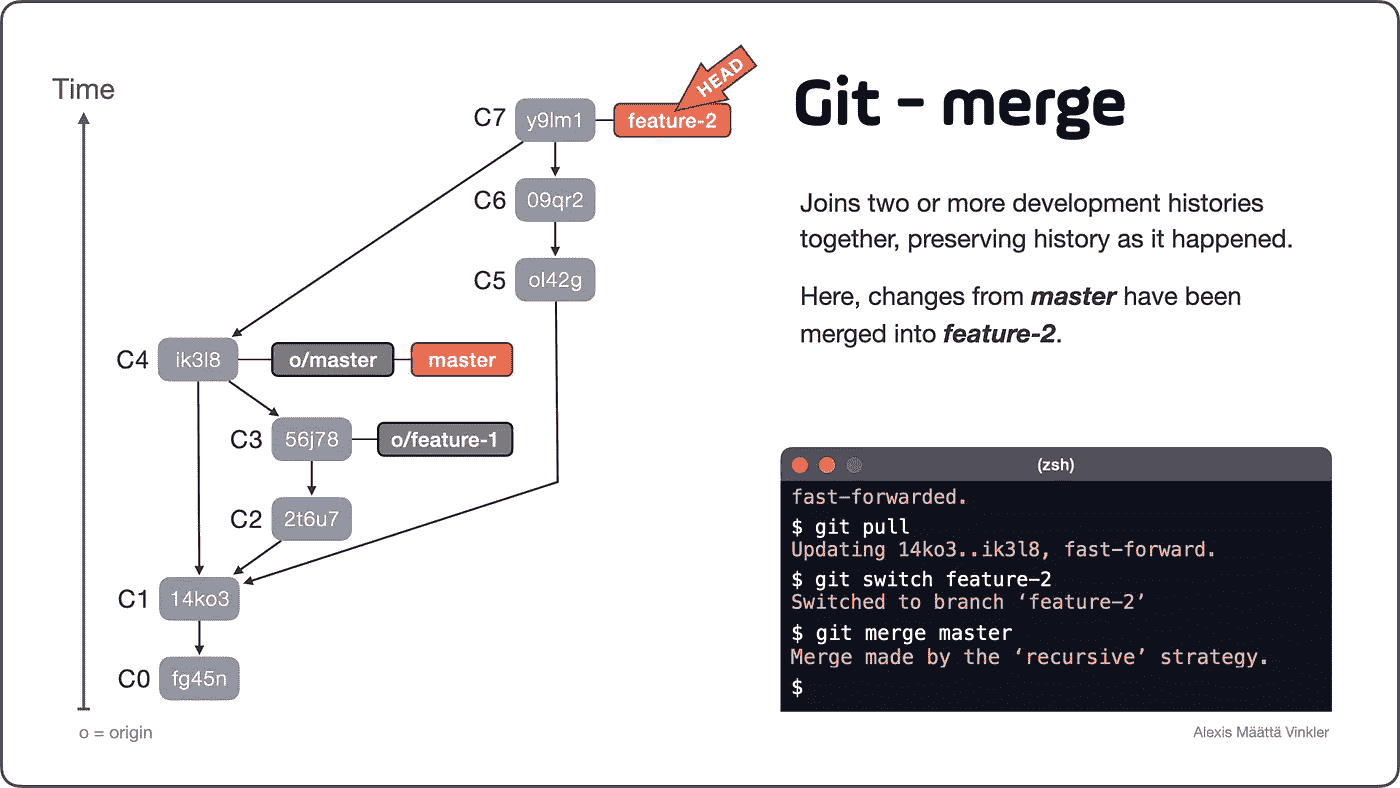 Time
HEAD
C7 y9lm1 feature-2
C6 09qr2
C5 ol42g
C4 ik3l8 o/master master
C3 56j78 o/feature-1
C2 2t6u7
C1 14ko3
C0 fg45n
o = origin
Git - merge
Joins two or more development histories
together, preserving history as it happened.
Here, changes from master have been
merged into feature-2.
(zsh)
fast-forwarded.
$ git pull
Updating 14ko3..ik3l8, fast-forward.
$ git switch feature-2
Switched to branch ‘feature-2’
$ git merge master
Merge made by the ‘recursive’ strategy.
$
Alexis Määttä Vinkler